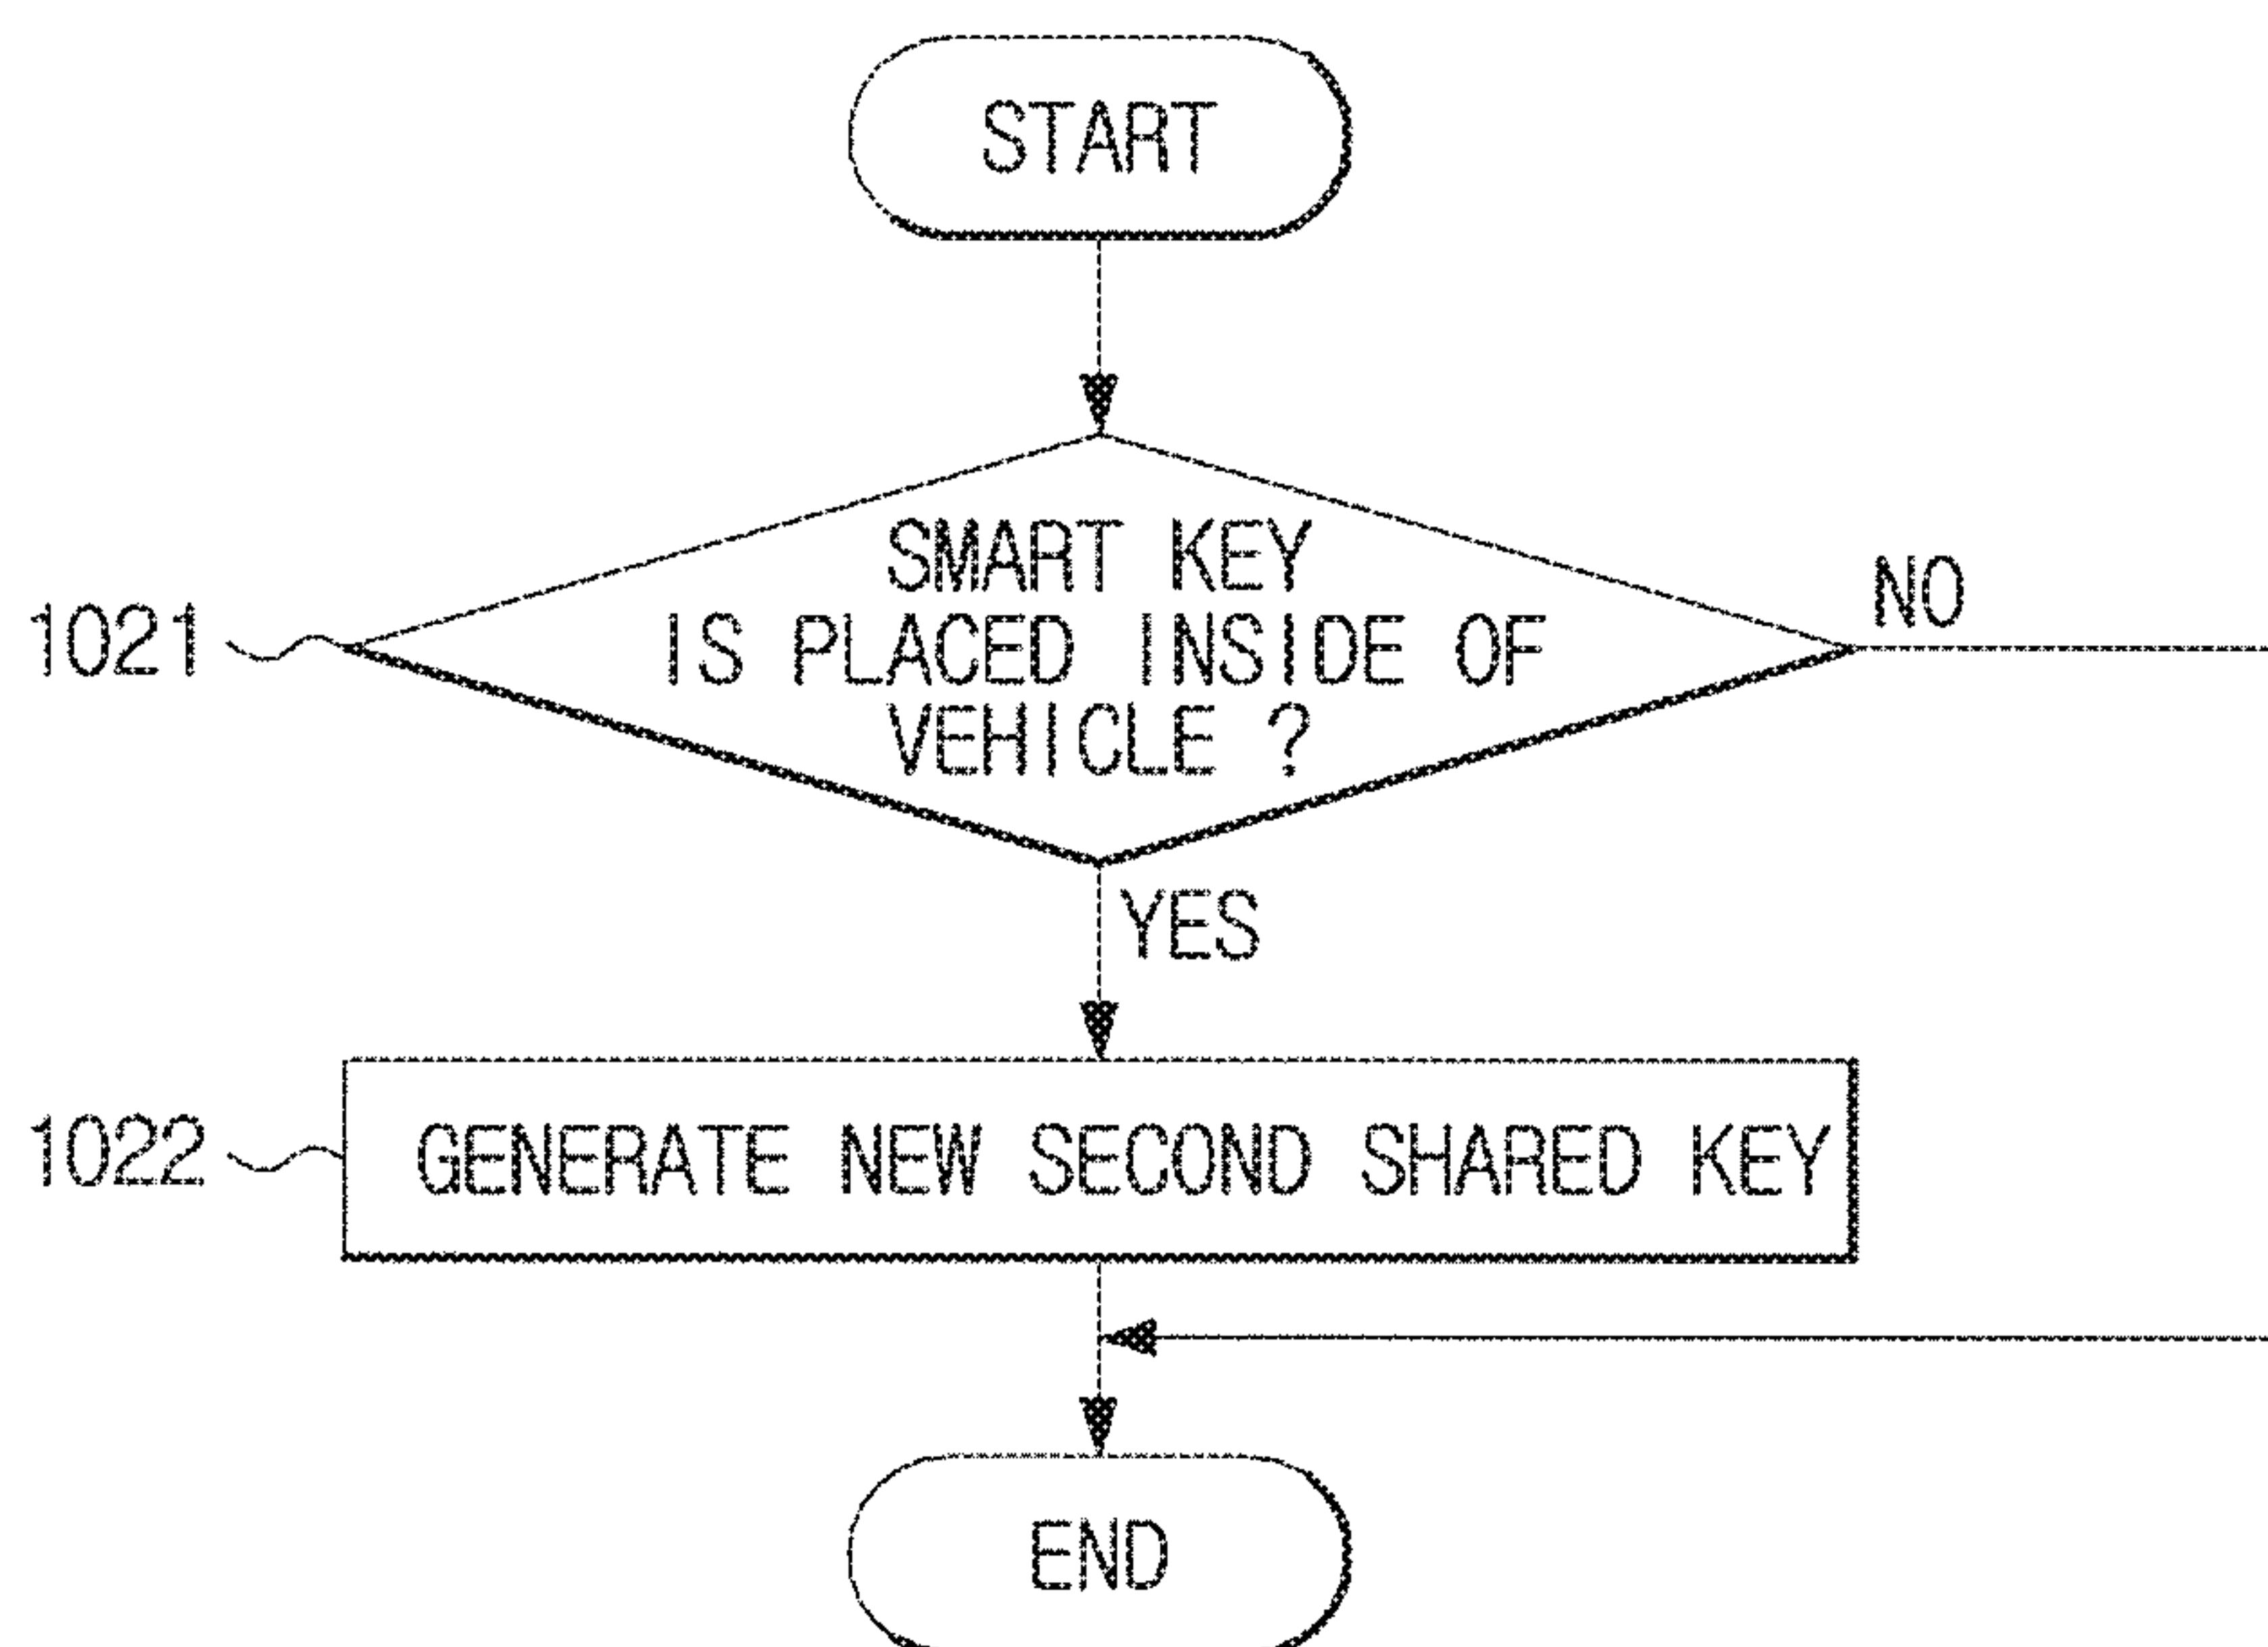 START
SMART KEY
IS PLACED INSIDE OF
VEHICLE ?
1021
NO
YES
1022
GENERATE NEW SECOND SHARED KEY
END